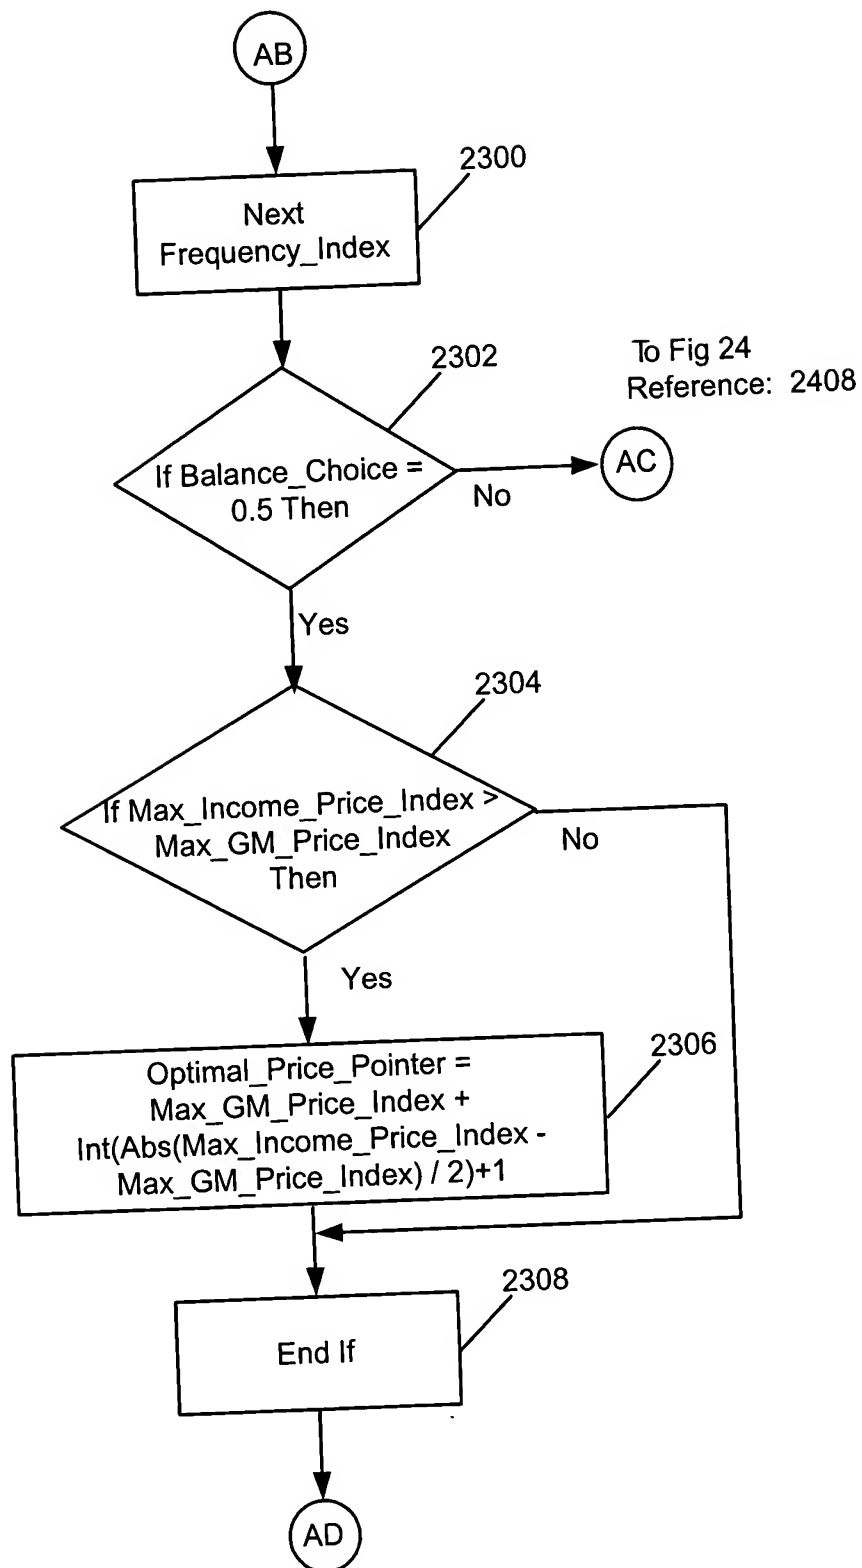 AB
2300
Next
Frequency_Index
2302
To Fig 24
Reference: 2408
If Balance_Choice =
0.5 Then
AC
No
Yes
2304
If Max_Income_Price_Index >
Max_GM_Price_Index
Then
No
Yes
2306
Optimal_Price_Pointer =
Max_GM_Price_Index +
Int(Abs(Max_Income_Price_Index -
Max_GM_Price_Index) / 2)+1
2308
End If
AD